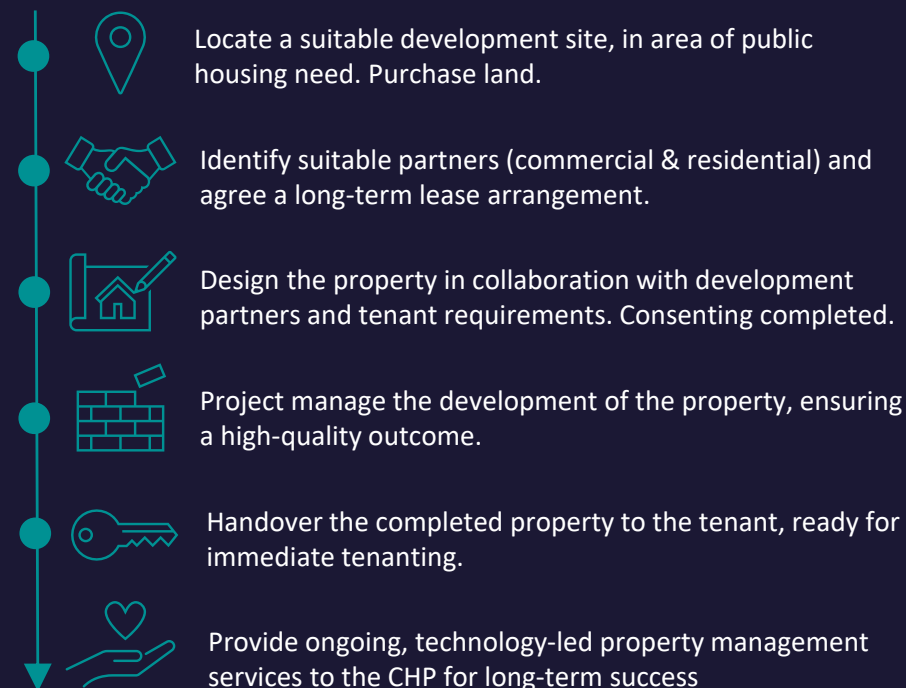 Locate a suitable development site, in area of public
housing need. Purchase land.
Identify suitable partners (commercial & residential) and
agree a long-term lease arrangement.
Design the property in collaboration with development
partners and tenant requirements. Consenting completed.
Project manage the development of the property, ensuring
a high-quality outcome.
Handover the completed property to the tenant, ready for
immediate tenanting.
Provide ongoing, technology-led property management
services to the CHP for long-term success